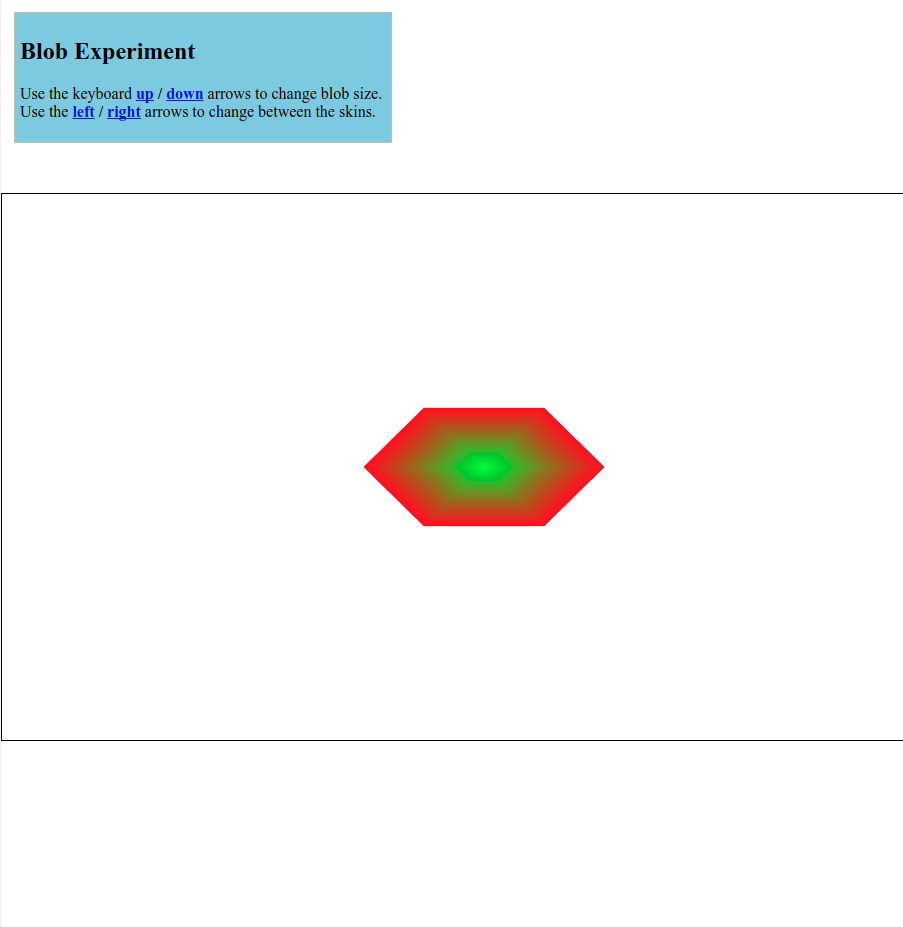 Blob Experiment
Use the keyboard up / down arrows to change blob size.
Use the left / right arrows to change between the skins.